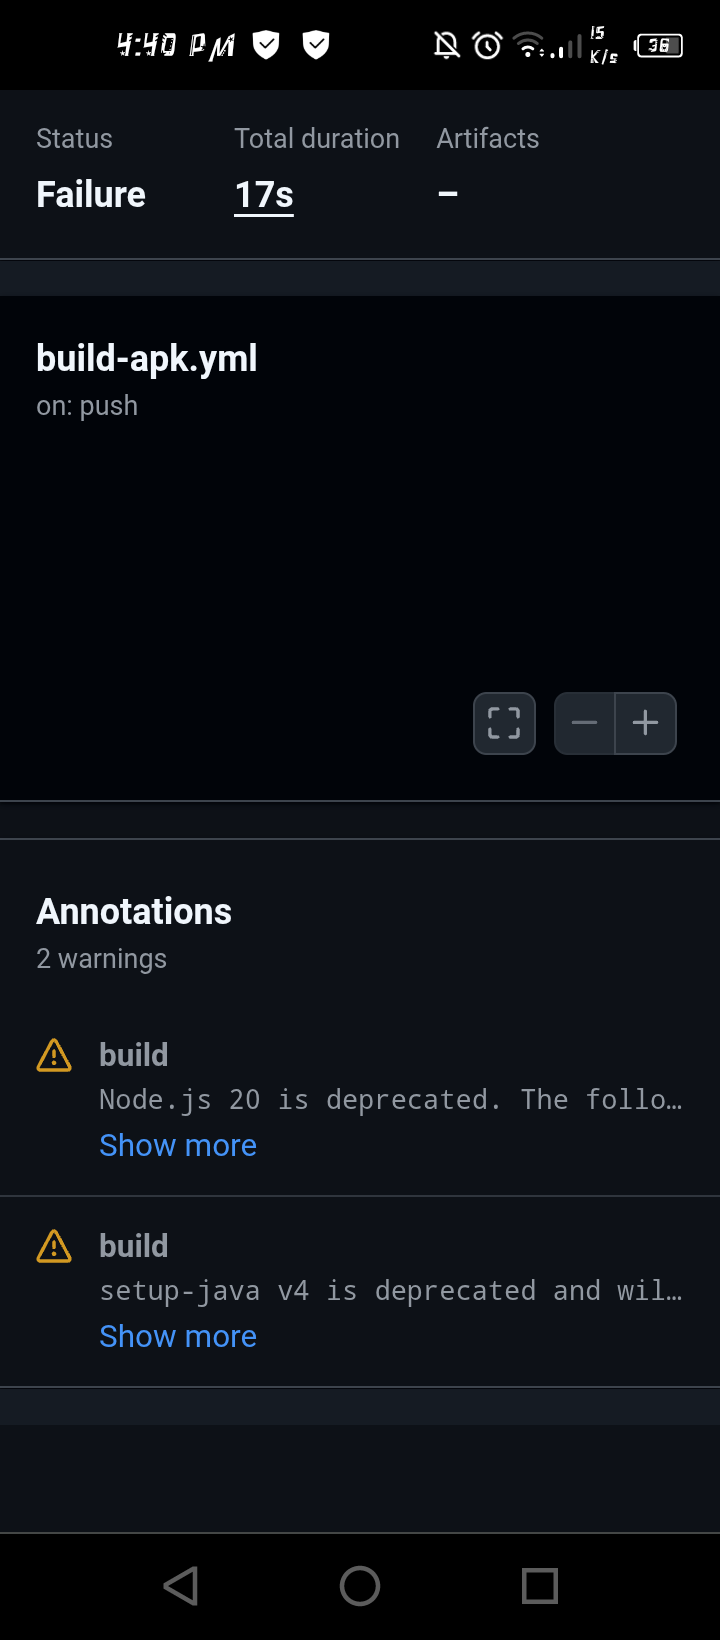 4:40 PM
15
K/s
36
Status
Total duration
Artifacts
Failure
17s
–
build-apk.yml
on: push
Annotations
2 warnings
build
Node.js 20 is deprecated. The follo…
Show more
build
setup-java v4 is deprecated and wil…
Show more